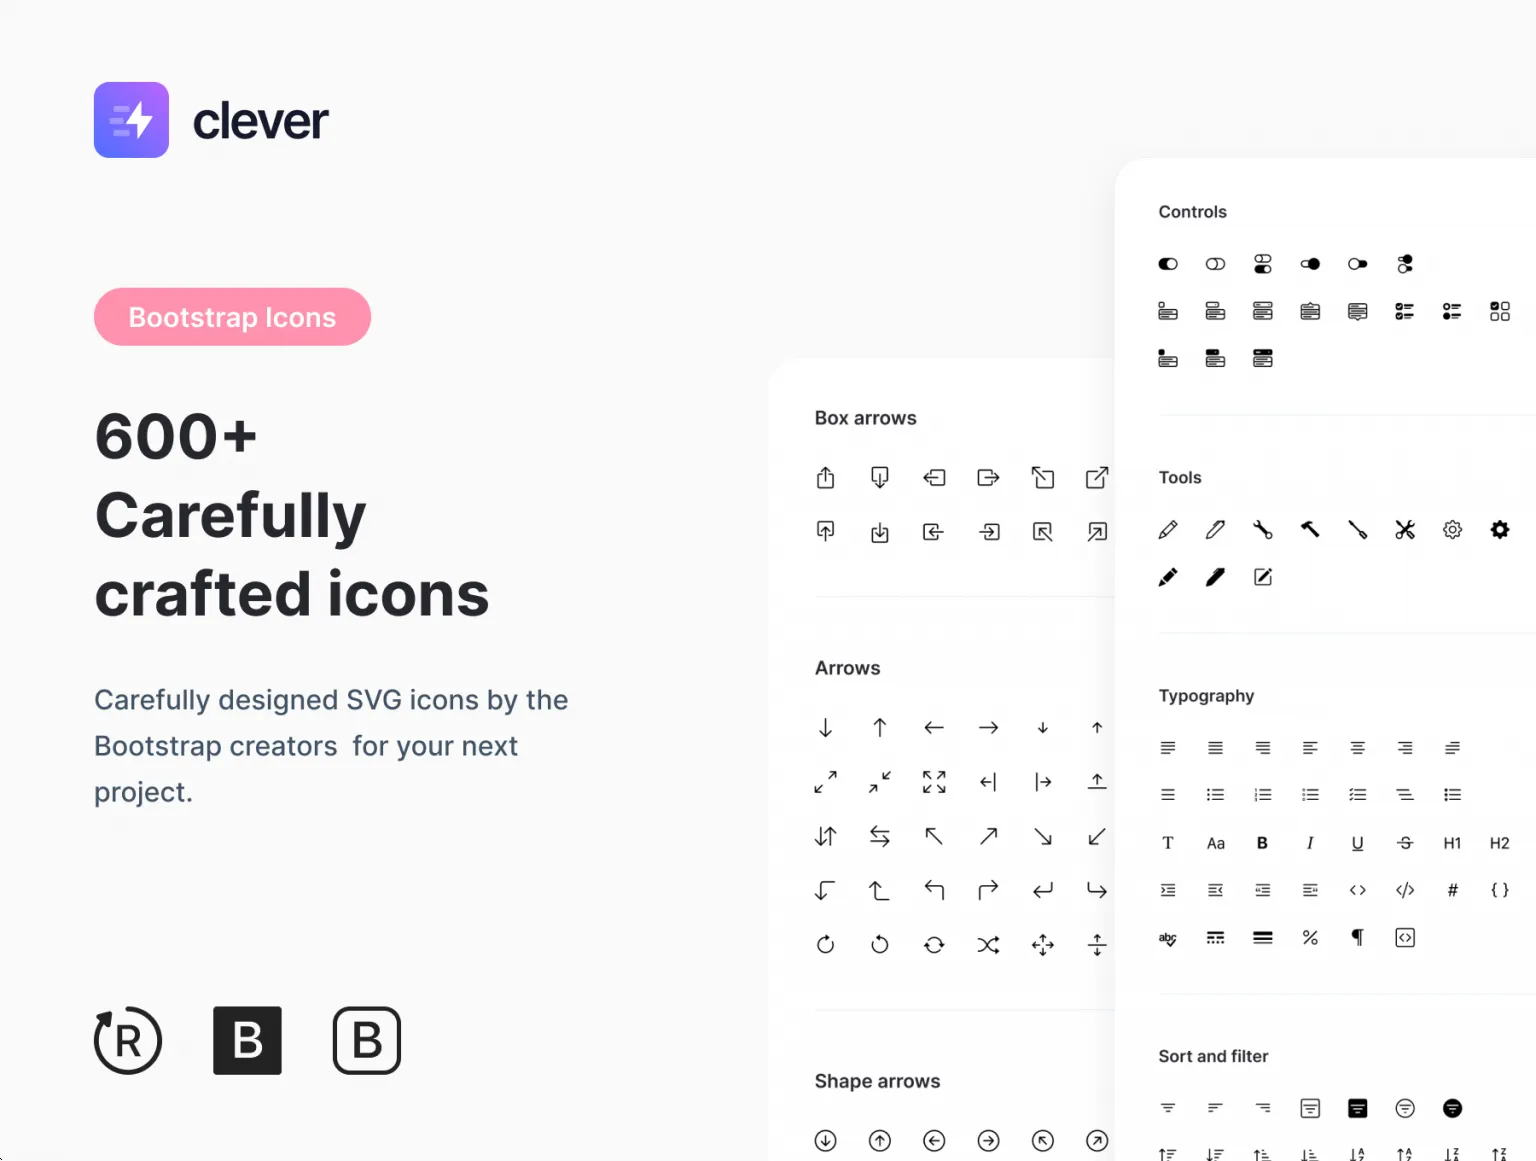 clever
Bootstrap Icons
600+
Carefully
crafted icons
Carefully designed SVG icons by the
Bootstrap creators  for your next
project.
R B B
Box arrows
Arrows
Shape arrows
Controls
Tools
Typography
T Aa B I U S H1 H2
</> # { }
abc % ¶ <>
Sort and filter